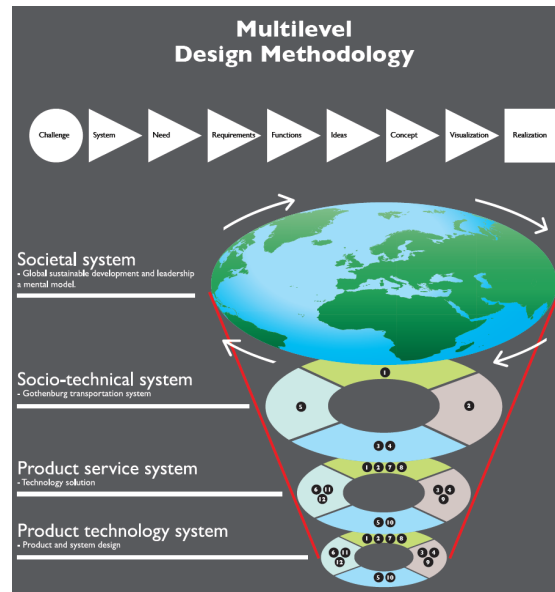 Multilevel
Design Methodology
Challenge
System
Need
Requirements
Functions
Ideas
Concept
Visualization
Realization
Societal system
- Global sustainable development and leadership
a mental model.
Socio-technical system
- Gothenburg transportation system
1
5
2
3 4
Product service system
- Technology solution
1 2 7 8
6 11
12
3 4
9
5 10
Product technology system
- Product and system design
1 2 7 8
6 11
12
3 4
9
5 10